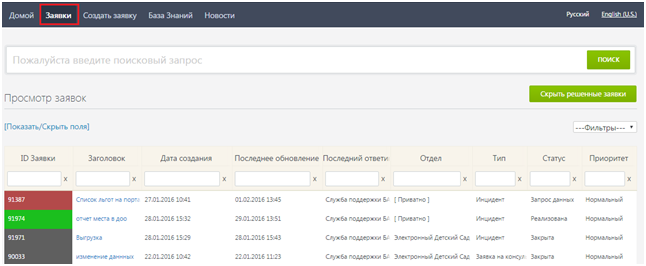 Домой Заявки Создать заявку База Знаний Новости Русский English (U.S.)
Пожалуйста введите поисковый запрос ПОИСК
Просмотр заявок Скрыть решенные заявки
[Показать/Скрыть поля] ---Фильтры---
ID Заявки Заголовок Дата создания Последнее обновление Последний ответи Отдел Тип Статус Приоритет
x x x x x x x x x
91387 Список льгот на порта 27.01.2016 10:41 01.02.2016 13:45 Служба поддержки БА [ Приватно ] Инцидент Запрос данных Нормальный
91974 отчет места в доо 28.01.2016 15:32 29.01.2016 13:51 Служба поддержки БА [ Приватно ] Инцидент Реализована Нормальный
91971 Выгрузка 28.01.2016 15:29 28.01.2016 15:43 Служба поддержки БА Электронный Детский Сад Инцидент Закрыта Нормальный
90033 изменение данных 22.01.2016 10:42 22.01.2016 11:23 Служба поддержки БА Электронный Детский Сад Заявка на консул Закрыта Нормальный